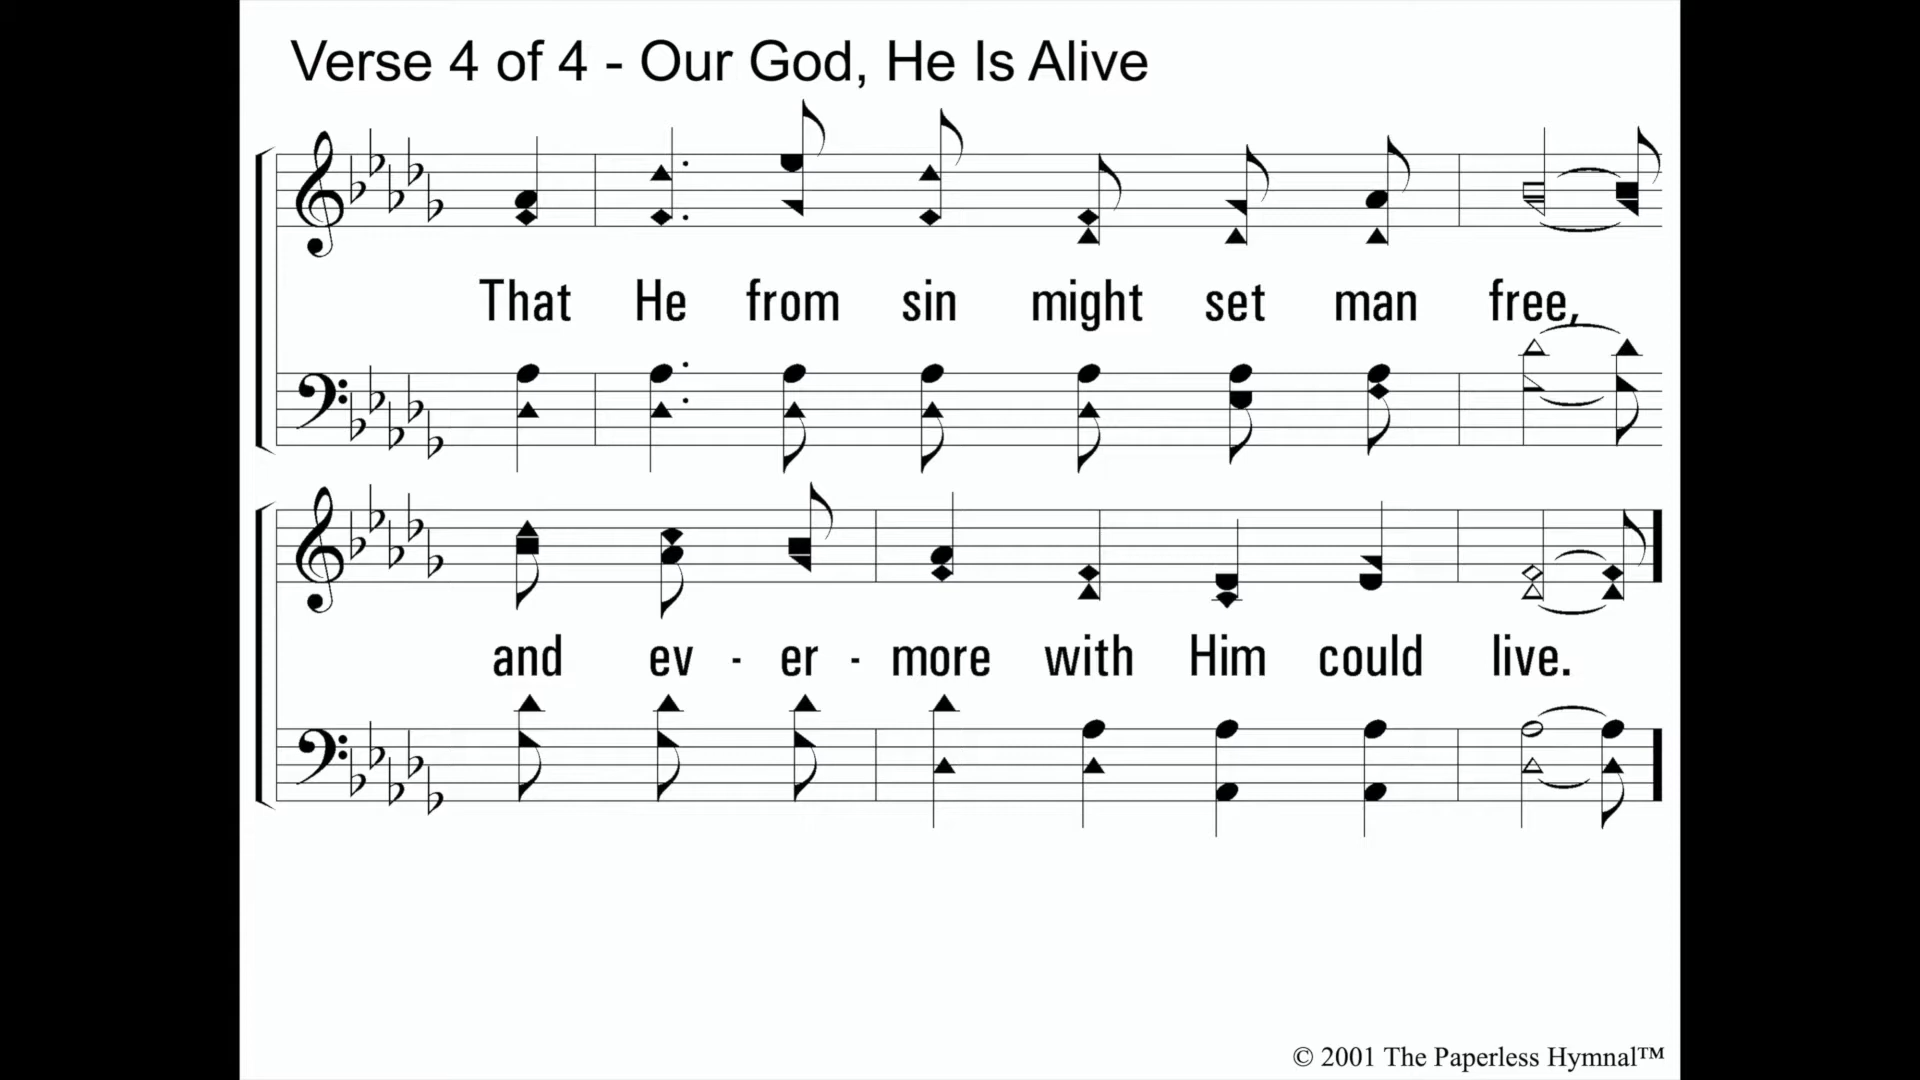 Verse 4 of 4 - Our God, He Is Alive
That He from sin might set man free,
and ev - er - more with Him could live.
© 2001 The Paperless Hymnal™